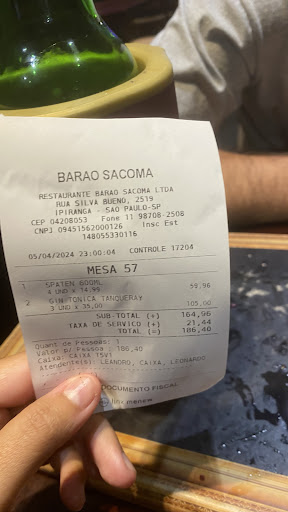 BARAO SACOMA
RESTAURANTE BARAO SACOMA LTDA
RUA SILVA BUENO, 2519
IPIRANGA - SAO PAULO-SP
CEP 04208053 Fone 11 98708-2508
CNPJ 09451562000126 Insc Est
148055330116
05/04/2024 23:00:04 CONTROLE 17204
MESA 57
1 SPATEN 600ML
4 UND x 14,99 59,96
2 GIN TONICA TANQUERAY
3 UND x 35,00 105,00
SUB-TOTAL (+) 164,96
TAXA DE SERVICO (+) 21,44
TOTAL (=) 186,40
Quant de Pessoas: 1
Valor p/ Pessoa : 186,40
Caixa: CAIXA 15V1
Atendente(s): LEANDRO, CAIXA, LEONARDO
DOCUMENTO FISCAL